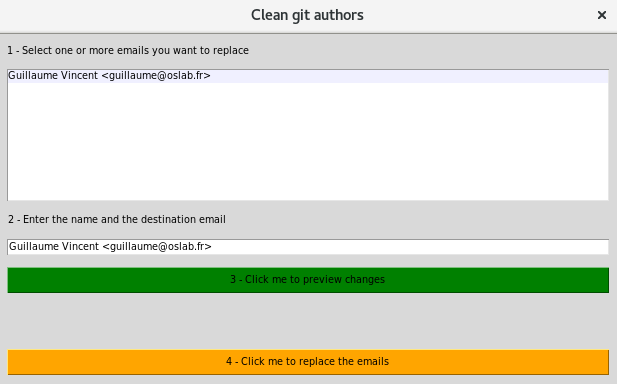 Clean git authors
1 - Select one or more emails you want to replace
Guillaume Vincent <guillaume@oslab.fr>
2 - Enter the name and the destination email
Guillaume Vincent <guillaume@oslab.fr>
3 - Click me to preview changes
4 - Click me to replace the emails